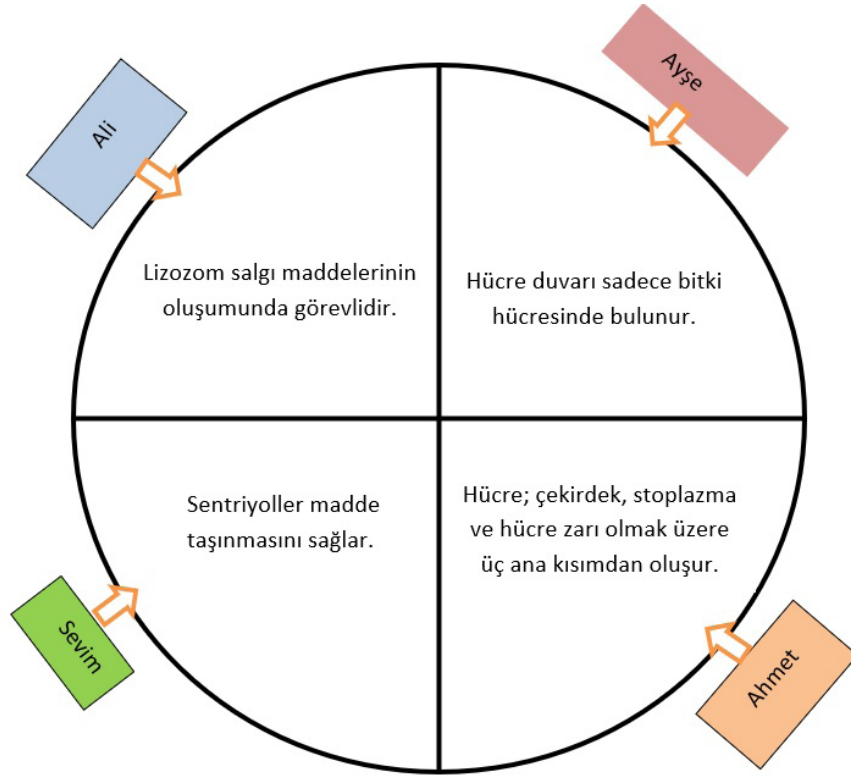 Ali
Ayşe
Lizozom salgı maddelerinin
oluşumunda görevlidir.
Hücre duvarı sadece bitki
hücresinde bulunur.
Sentriyoller madde
taşınmasını sağlar.
Hücre; çekirdek, stoplazma
ve hücre zarı olmak üzere
üç ana kısımdan oluşur.
Sevim
Ahmet